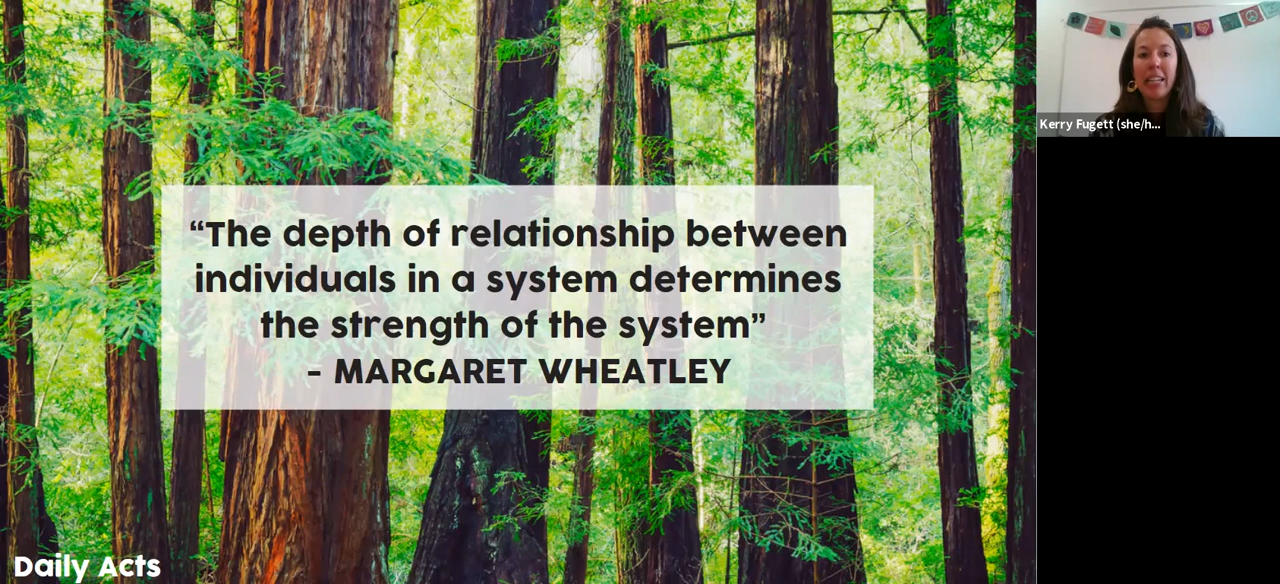 “The depth of relationship between
individuals in a system determines
the strength of the system”
- MARGARET WHEATLEY
Daily Acts
Kerry Fugett (she/h...